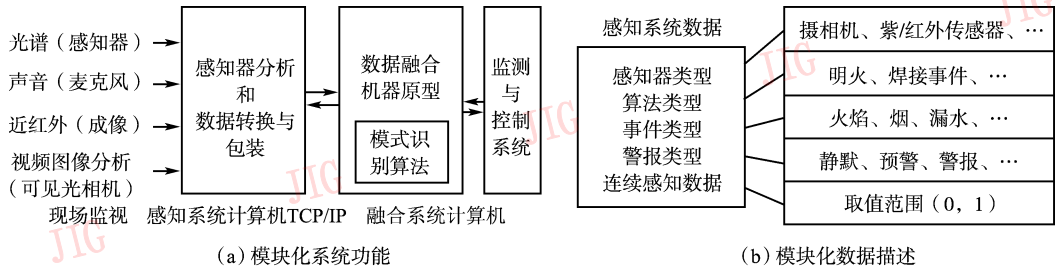 光谱（感知器）
声音（麦克风）
近红外（成像）
视频图像分析
（可见光相机）
现场监视
感知器分析
和
数据转换与
包装
感知系统计算机TCP/IP
数据融合
机器原型
模式识
别算法
融合系统计算机
监测
与
控制
系统
（a）模块化系统功能
感知系统数据
感知器类型
算法类型
事件类型
警报类型
连续感知数据
摄相机、紫/红外传感器、…
明火、焊接事件、…
火焰、烟、漏水、…
静默、预警、警报、…
取值范围（0，1）
（b）模块化数据描述
JIG
JIG
JIG
JIG
JIG